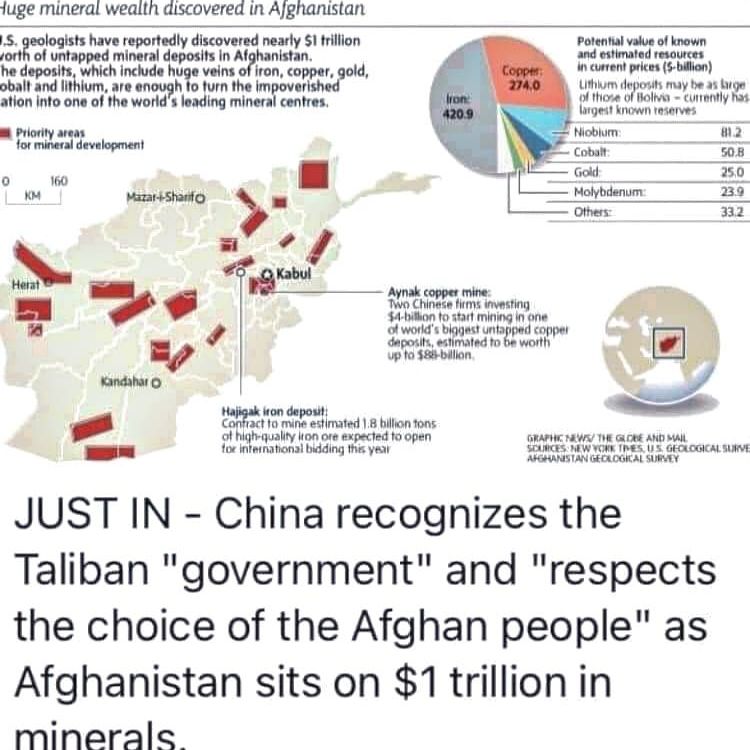 Huge mineral wealth discovered in Afghanistan
U.S. geologists have reportedly discovered nearly $1 trillion
worth of untapped mineral deposits in Afghanistan.
The deposits, which include huge veins of iron, copper, gold,
cobalt and lithium, are enough to turn the impoverished
nation into one of the world's leading mineral centres.
Priority areas
for mineral development
0 160
KM
Mazar-i-Sharif
Herat
Kabul
Kandahar
Iron:
420.9
Copper:
274.0
Potential value of known
and estimated resources
in current prices ($-billion)
Lithium deposits may be as large
of those of Bolivia – currently has
largest known reserves
Niobium: 81.2
Cobalt: 50.8
Gold: 25.0
Molybdenum: 23.9
Others: 33.2
Aynak copper mine:
Two Chinese firms investing
$4-billion to start mining in one
of world's biggest untapped copper
deposits, estimated to be worth
up to $88-billion.
Hajigak iron deposit:
Contract to mine estimated 1.8 billion tons
of high-quality iron ore expected to open
for international bidding this year
GRAPHIC NEWS/ THE GLOBE AND MAIL
SOURCES: NEW YORK TIMES, U.S. GEOLOGICAL SURVE
AFGHANISTAN GEOLOGICAL SURVEY
JUST IN - China recognizes the
Taliban "government" and "respects
the choice of the Afghan people" as
Afghanistan sits on $1 trillion in
minerals.